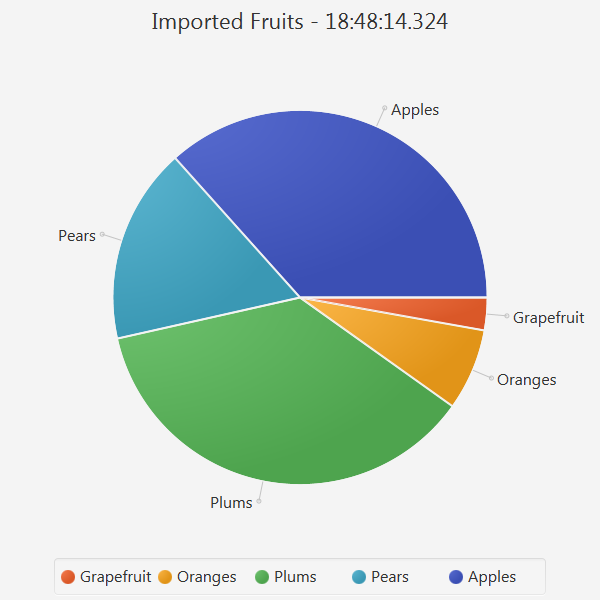 Imported Fruits - 18:48:14.324
Apples
Pears
Grapefruit
Oranges
Plums
Grapefruit Oranges Plums Pears Apples